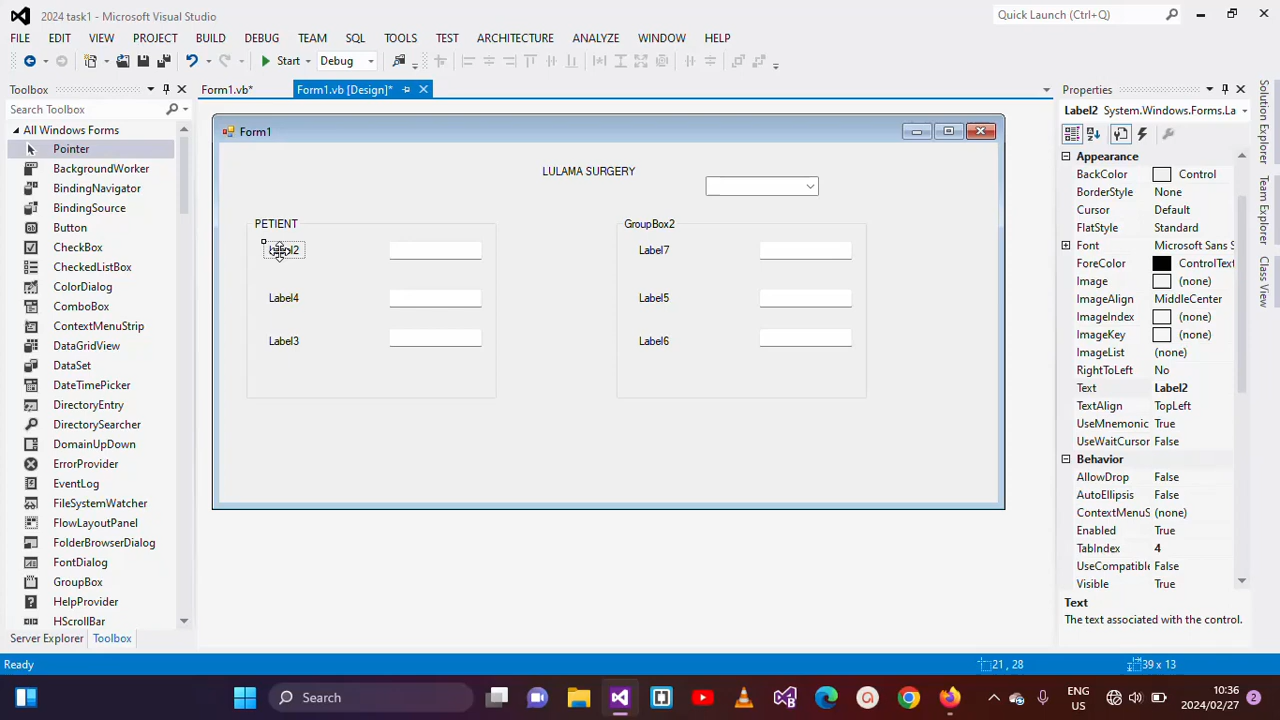 2024 task1 - Microsoft Visual Studio
Quick Launch (Ctrl+Q)
FILE EDIT VIEW PROJECT BUILD DEBUG TEAM SQL TOOLS TEST ARCHITECTURE ANALYZE WINDOW HELP
Start Debug
Toolbox
Form1.vb* Form1.vb [Design]*
Properties
Search Toolbox
Label2 System.Windows.Forms.La
All Windows Forms
Pointer
BackgroundWorker
BindingNavigator
BindingSource
Button
CheckBox
CheckedListBox
ColorDialog
ComboBox
ContextMenuStrip
DataGridView
DataSet
DateTimePicker
DirectoryEntry
DirectorySearcher
DomainUpDown
ErrorProvider
EventLog
FileSystemWatcher
FlowLayoutPanel
FolderBrowserDialog
FontDialog
GroupBox
HelpProvider
HScrollBar
Server Explorer Toolbox
Form1
LULAMA SURGERY
PETIENT
Label4
Label3
GroupBox2
Label7
Label5
Label6
Appearance
BackColor Control
BorderStyle None
Cursor Default
FlatStyle Standard
Font Microsoft Sans S
ForeColor ControlText
Image (none)
ImageAlign MiddleCenter
ImageIndex (none)
ImageKey (none)
ImageList (none)
RightToLeft No
Text Label2
TextAlign TopLeft
UseMnemonic True
UseWaitCursor False
Behavior
AllowDrop False
AutoEllipsis False
ContextMenuS (none)
Enabled True
TabIndex 4
UseCompatible False
Visible True
Text
The text associated with the control.
Solution Explorer
Team Explorer
Class View
Ready
21 , 28
39 x 13
Search
ENG
US
10:36
2024/02/27
2